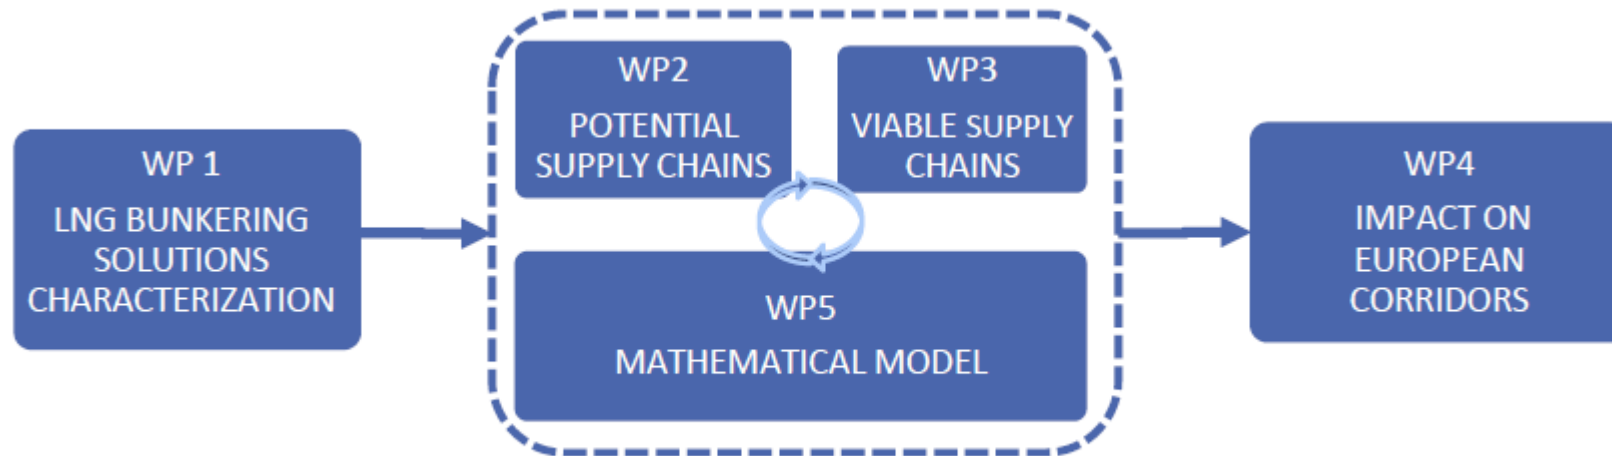 WP 1
LNG BUNKERING
SOLUTIONS
CHARACTERIZATION
WP2
POTENTIAL
SUPPLY CHAINS
WP3
VIABLE SUPPLY
CHAINS
WP5
MATHEMATICAL MODEL
WP4
IMPACT ON
EUROPEAN
CORRIDORS